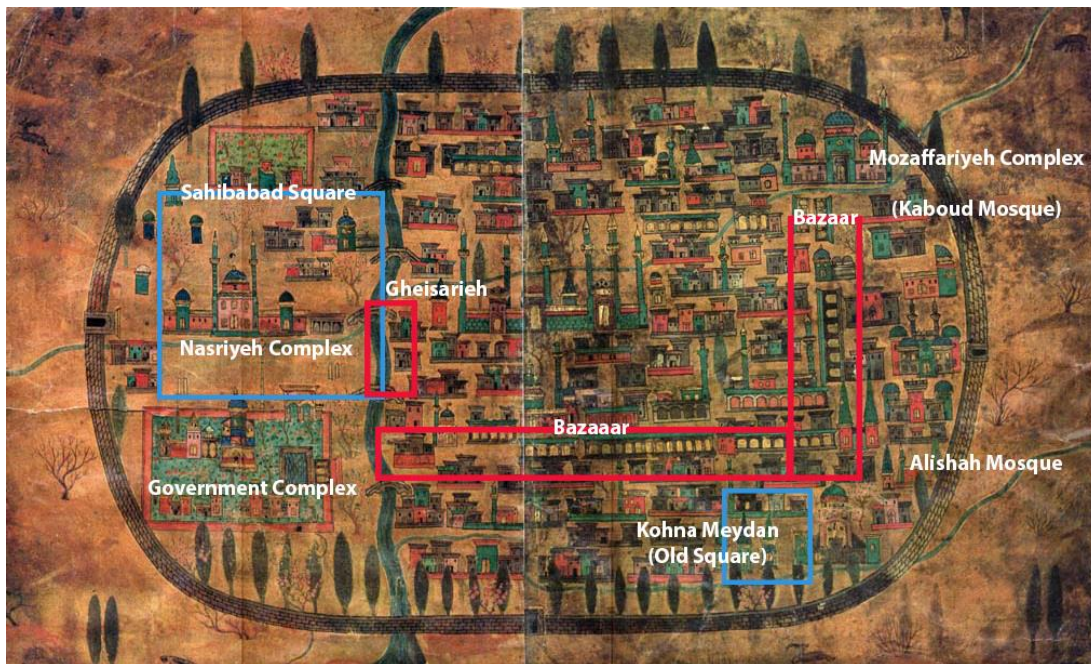 Mozaffariyeh Complex
Sahibabad Square
(Kaboud Mosque)
Bazaar
Gheisarieh
Nasriyeh Complex
Bazaaar
Alishah Mosque
Government Complex
Kohna Meydan
(Old Square)